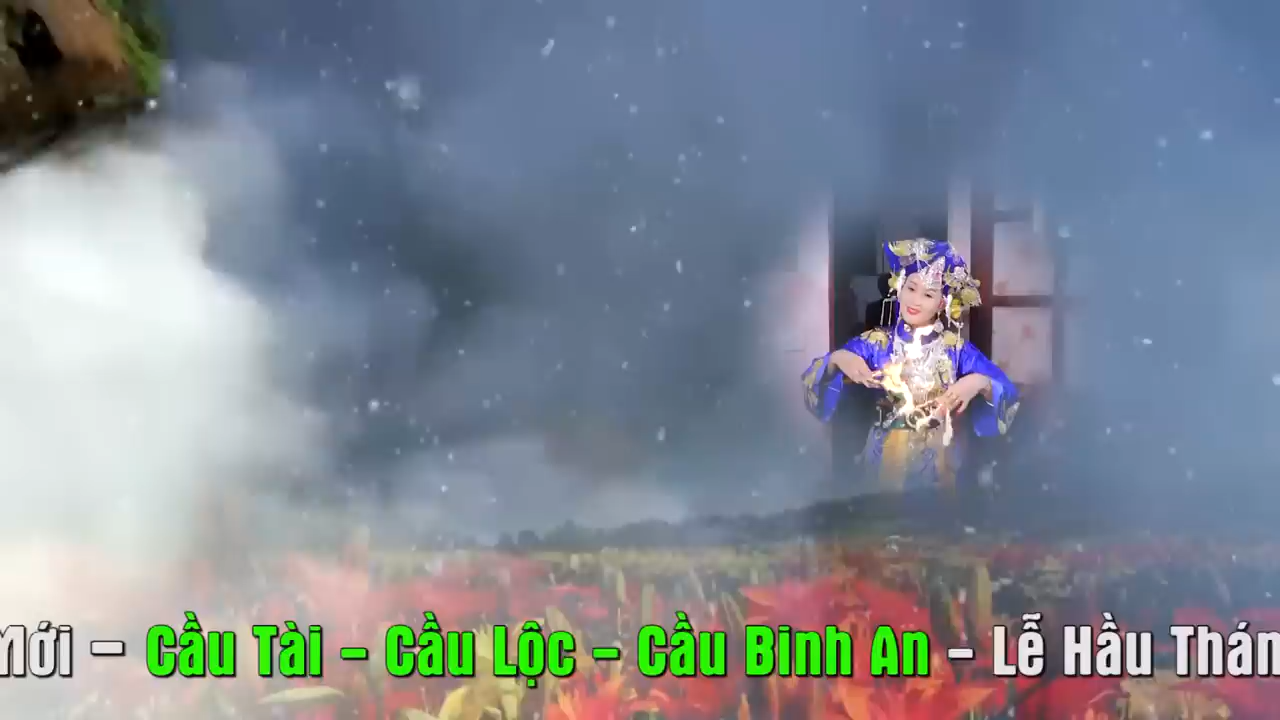 Mới – Cầu Tài – Cầu Lộc – Cầu Binh An – Lễ Hầu Thán